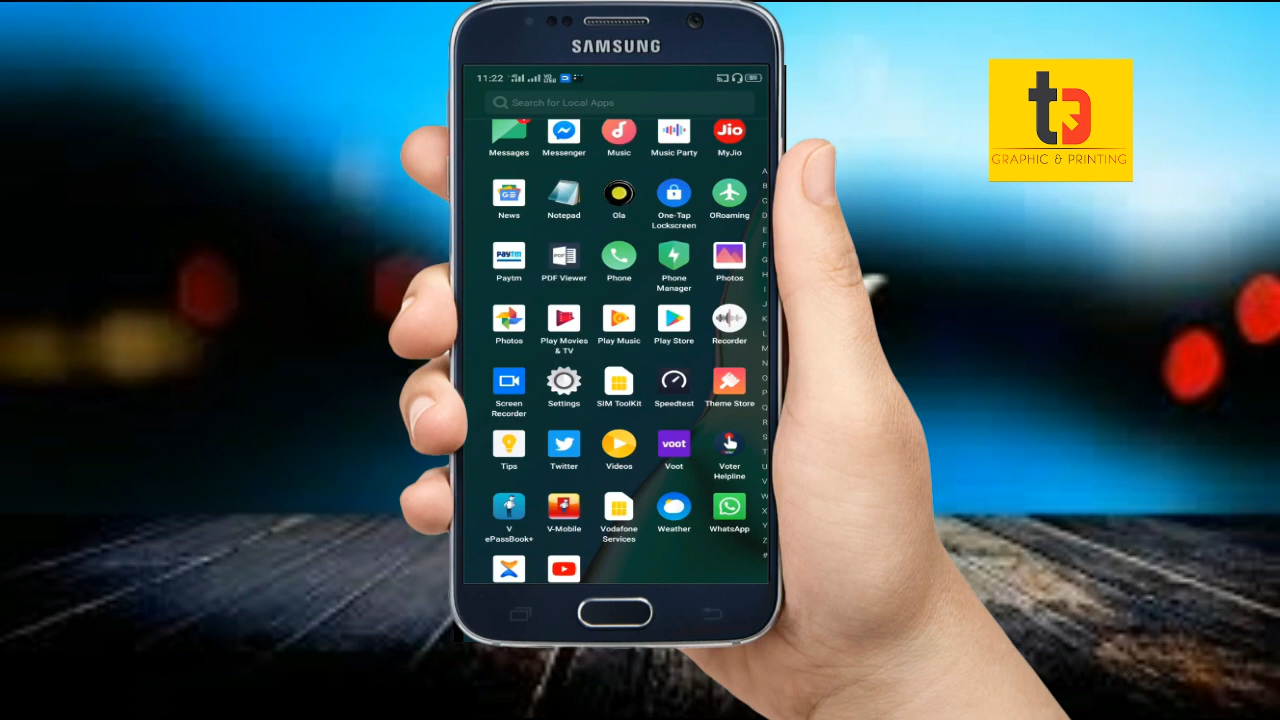 SAMSUNG
11:22
Search for Local Apps
Messages Messenger Music Music Party MyJio
Jio
A
B
News Notepad Ola One-Tap Lockscreen ORoaming
C
D
E
F
Paytm PDF Viewer Phone Phone Manager Photos
PDF
G
H
I
J
Photos Play Movies & TV Play Music Play Store Recorder
K
L
M
N
Screen Recorder Settings SIM ToolKit Speedtest Theme Store
O
P
Q
R
Tips Twitter Videos Voot Voter Helpline
voot
S
T
U
V
V ePassBook+ V-Mobile Vodafone Services Weather WhatsApp
W
X
Y
Z
#
GRAPHIC & PRINTING